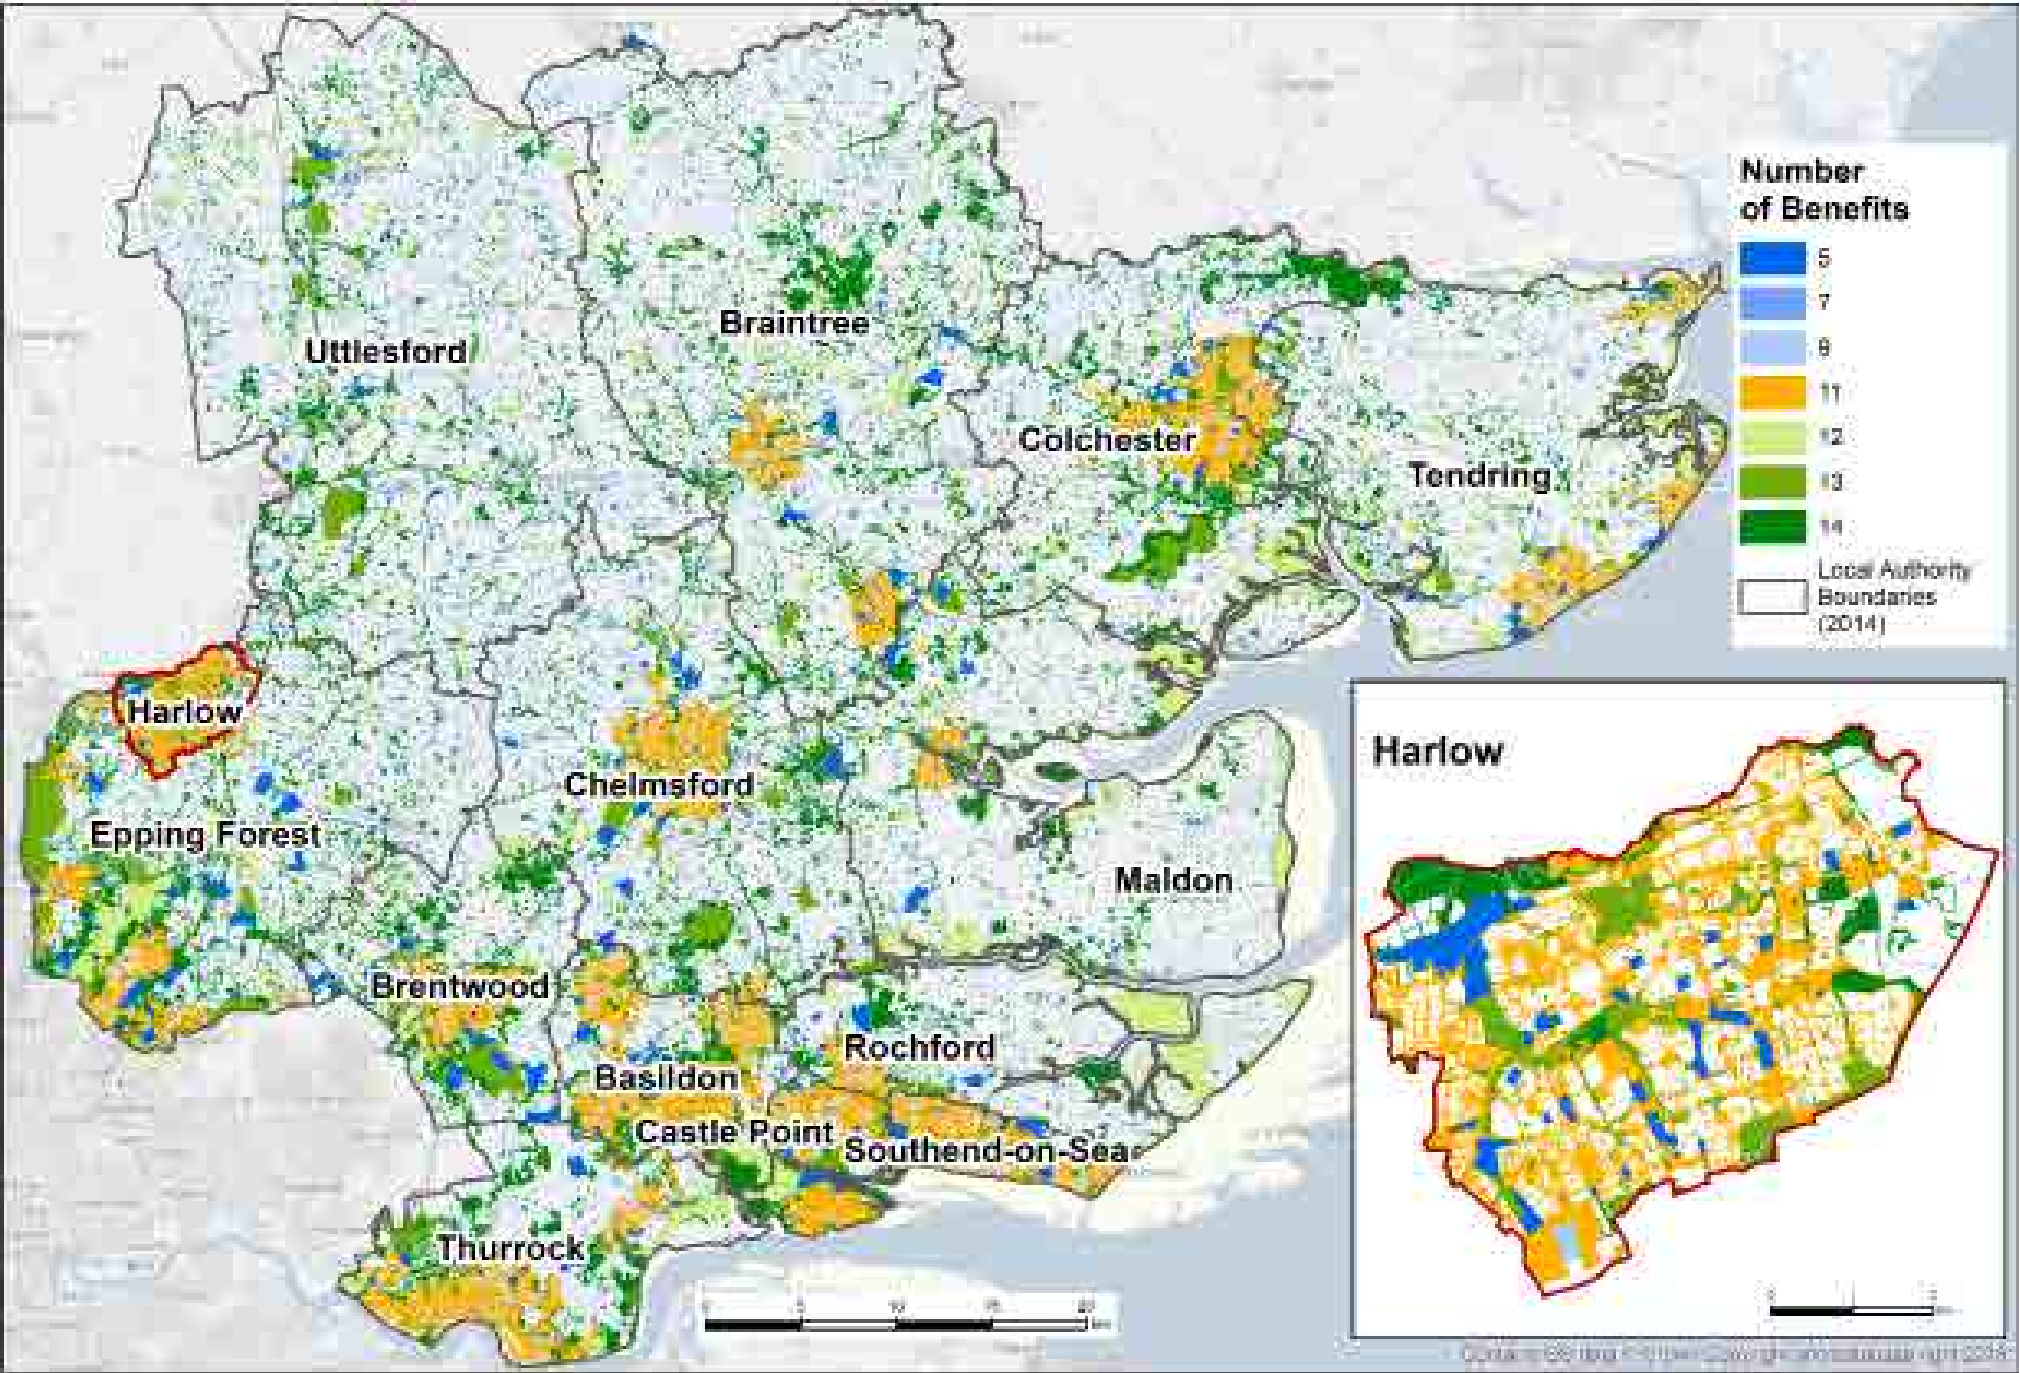 Uttlesford
Braintree
Colchester
Tendring
Harlow
Chelmsford
Epping Forest
Maldon
Brentwood
Rochford
Basildon
Castle Point
Southend-on-Sea
Thurrock
Number
of Benefits
5
7
11
12
13
14
Local Authority
Boundaries
(2014)
Harlow